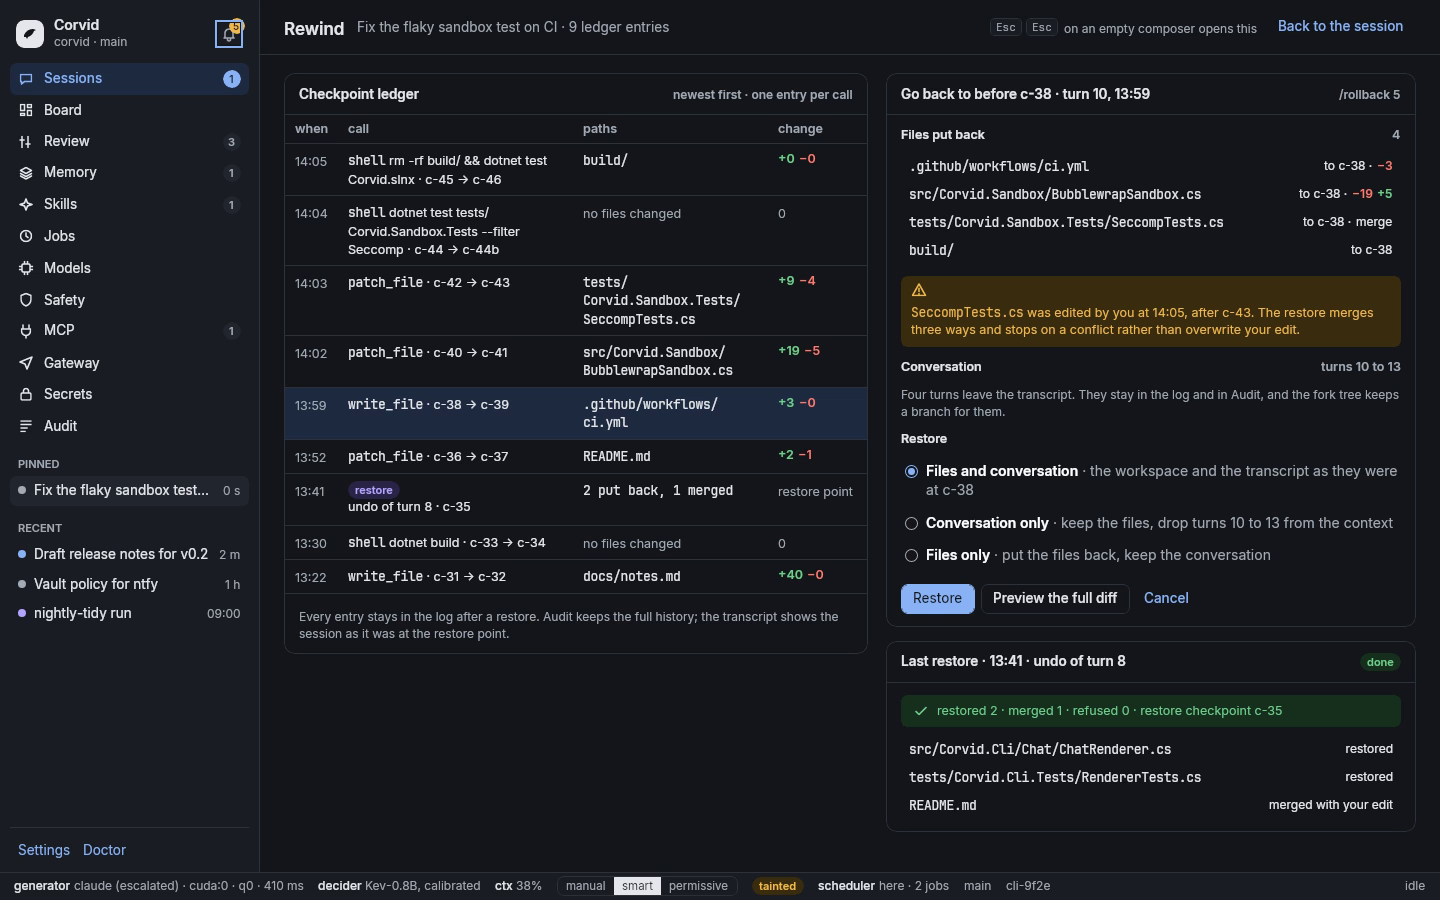 Corvid
corvid · main
5
Sessions 1
Board
Review 3
Memory 1
Skills 1
Jobs
Models
Safety
MCP 1
Gateway
Secrets
Audit
PINNED
Fix the flaky sandbox test... 0 s
RECENT
Draft release notes for v0.2 2 m
Vault policy for ntfy 1 h
nightly-tidy run 09:00
Settings Doctor
Rewind Fix the flaky sandbox test on CI · 9 ledger entries
Esc Esc on an empty composer opens this Back to the session
Checkpoint ledger newest first · one entry per call
when call paths change
14:05 shell rm -rf build/ && dotnet test build/ +0 −0
Corvid.slnx · c-45 → c-46
14:04 shell dotnet test tests/ no files changed 0
Corvid.Sandbox.Tests --filter
Seccomp · c-44 → c-44b
14:03 patch_file · c-42 → c-43 tests/ +9 −4
Corvid.Sandbox.Tests/
SeccompTests.cs
14:02 patch_file · c-40 → c-41 src/Corvid.Sandbox/ +19 −5
BubblewrapSandbox.cs
13:59 write_file · c-38 → c-39 .github/workflows/ +3 −0
ci.yml
13:52 patch_file · c-36 → c-37 README.md +2 −1
13:41 restore 2 put back, 1 merged restore point
undo of turn 8 · c-35
13:30 shell dotnet build · c-33 → c-34 no files changed 0
13:22 write_file · c-31 → c-32 docs/notes.md +40 −0
Every entry stays in the log after a restore. Audit keeps the full history; the transcript shows the
session as it was at the restore point.
Go back to before c-38 · turn 10, 13:59 /rollback 5
Files put back 4
.github/workflows/ci.yml to c-38 · −3
src/Corvid.Sandbox/BubblewrapSandbox.cs to c-38 · −19 +5
tests/Corvid.Sandbox.Tests/SeccompTests.cs to c-38 · merge
build/ to c-38
SeccompTests.cs was edited by you at 14:05, after c-43. The restore merges
three ways and stops on a conflict rather than overwrite your edit.
Conversation turns 10 to 13
Four turns leave the transcript. They stay in the log and in Audit, and the fork tree keeps
a branch for them.
Restore
Files and conversation · the workspace and the transcript as they were
at c-38
Conversation only · keep the files, drop turns 10 to 13 from the context
Files only · put the files back, keep the conversation
Restore Preview the full diff Cancel
Last restore · 13:41 · undo of turn 8 done
restored 2 · merged 1 · refused 0 · restore checkpoint c-35
src/Corvid.Cli/Chat/ChatRenderer.cs restored
tests/Corvid.Cli.Tests/RendererTests.cs restored
README.md merged with your edit
generator claude (escalated) · cuda:0 · q0 · 410 ms decider Kev-0.8B, calibrated ctx 38% manual smart permissive tainted scheduler here · 2 jobs main cli-9f2e idle